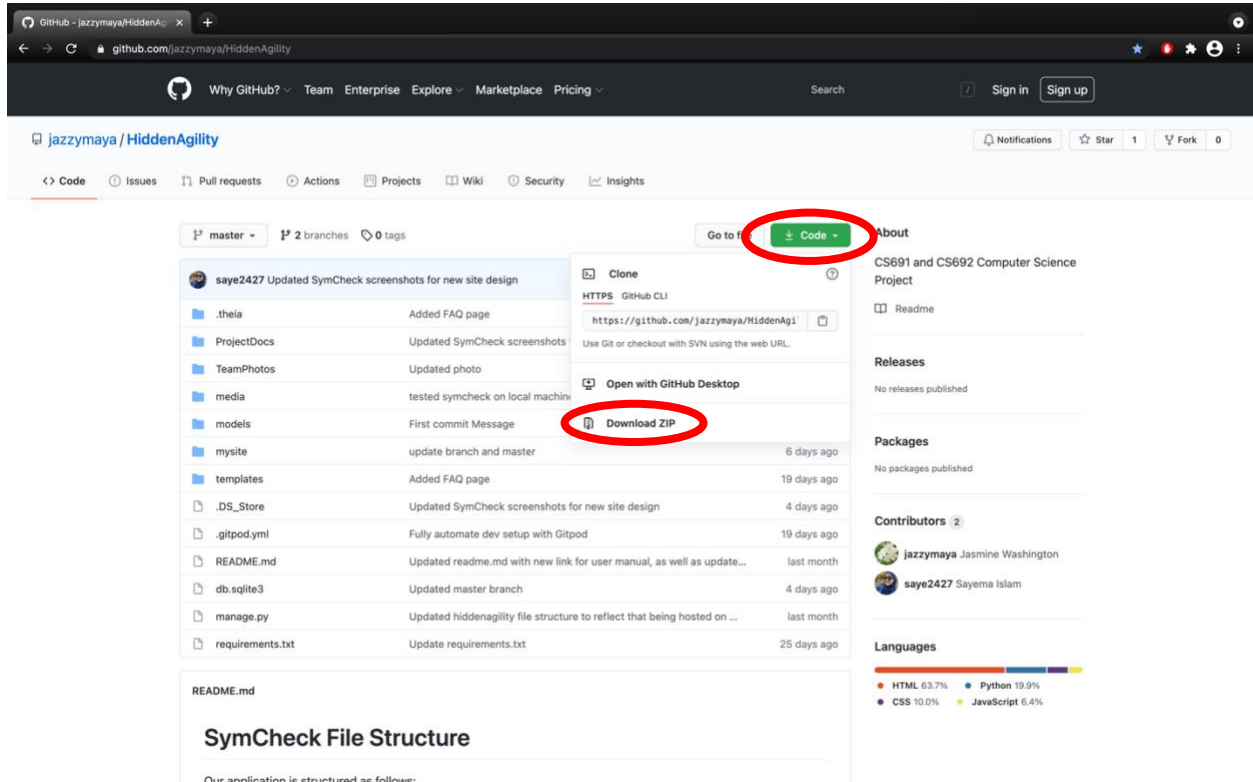 GitHub - jazzymaya/HiddenAg
github.com/jazzymaya/HiddenAgility
Why GitHub? Team Enterprise Explore Marketplace Pricing Search / Sign in Sign up
jazzymaya / HiddenAgility Notifications Star 1 Fork 0
Code Issues Pull requests Actions Projects Wiki Security Insights
master 2 branches 0 tags Go to Code
saye2427 Updated SymCheck screenshots for new site design
.theia Added FAQ page
ProjectDocs Updated SymCheck screenshots
TeamPhotos Updated photo
media tested symcheck on local machine
models First commit Message
mysite update branch and master 6 days ago
templates Added FAQ page 19 days ago
.DS_Store Updated SymCheck screenshots for new site design 4 days ago
.gitpod.yml Fully automate dev setup with Gitpod 19 days ago
README.md Updated readme.md with new link for user manual, as well as update... last month
db.sqlite3 Updated master branch 4 days ago
manage.py Updated hiddenagility file structure to reflect that being hosted on ... last month
requirements.txt Update requirements.txt 25 days ago
Clone
HTTPS GitHub CLI
https://github.com/jazzymaya/HiddenAgi
Use Git or checkout with SVN using the web URL.
Open with GitHub Desktop
Download ZIP
README.md
SymCheck File Structure
Our application is structured as follows:
About
CS691 and CS692 Computer Science
Project
Readme
Releases
No releases published
Packages
No packages published
Contributors 2
jazzymaya Jasmine Washington
saye2427 Sayema Islam
Languages
HTML 63.7% Python 19.9%
CSS 10.0% JavaScript 6.4%